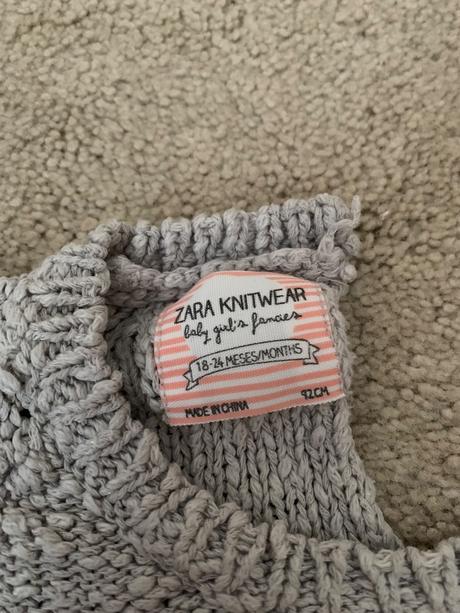 ZARA KNITWEAR
baby girl's fancies
18-24 MESES/MONTHS
MADE IN CHINA 92CM